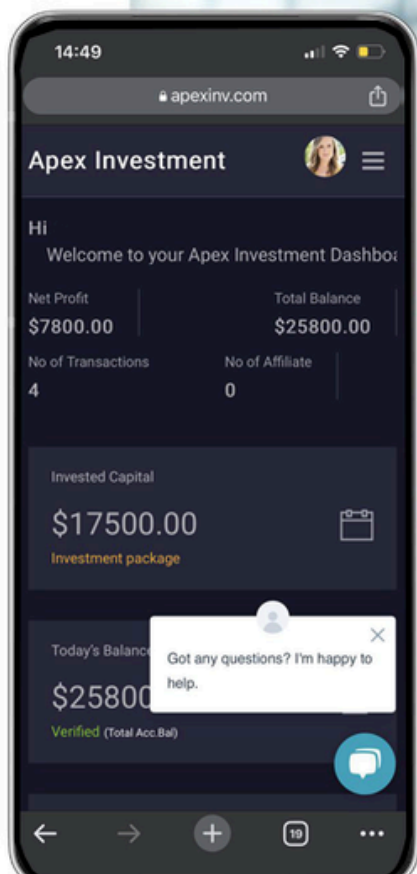 14:49
apexinv.com
Apex Investment
Hi
Welcome to your Apex Investment Dashboa
Net Profit
Total Balance
$7800.00
$25800.00
No of Transactions
No of Affiliate
4
0
Invested Capital
$17500.00
Investment package
Today's Balance
Got any questions? I'm happy to
help.
$25800
Verified (Total Acc.Bal)
19